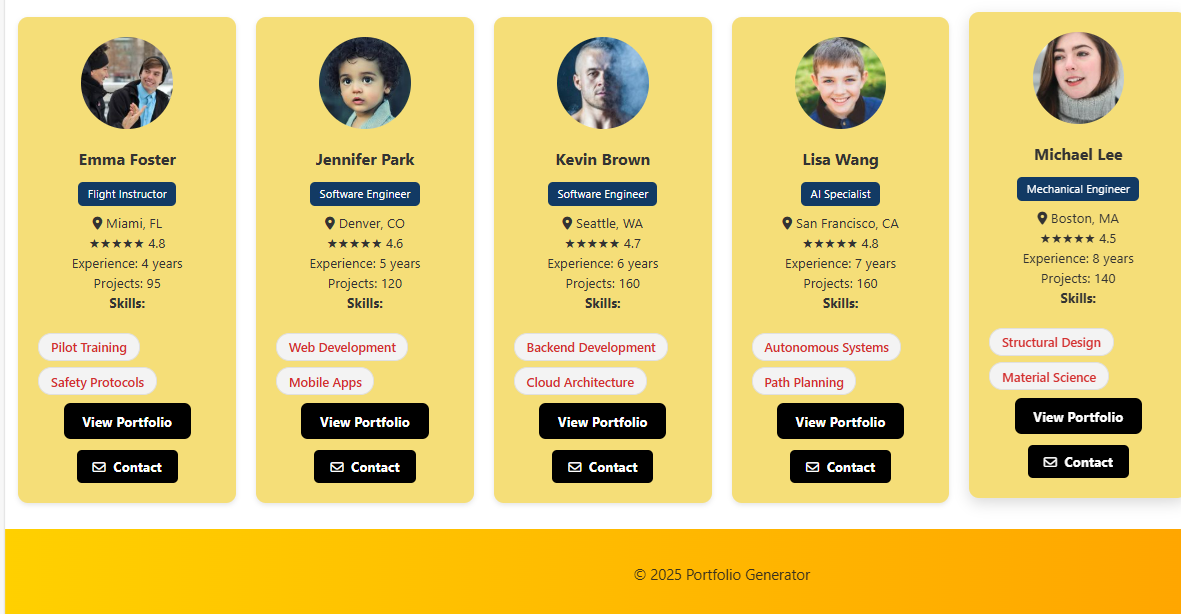 Emma Foster
Flight Instructor
Miami, FL
★★★★★ 4.8
Experience: 4 years
Projects: 95
Skills:
Pilot Training
Safety Protocols
View Portfolio
Contact
Jennifer Park
Software Engineer
Denver, CO
★★★★★ 4.6
Experience: 5 years
Projects: 120
Skills:
Web Development
Mobile Apps
View Portfolio
Contact
Kevin Brown
Software Engineer
Seattle, WA
★★★★★ 4.7
Experience: 6 years
Projects: 160
Skills:
Backend Development
Cloud Architecture
View Portfolio
Contact
Lisa Wang
AI Specialist
San Francisco, CA
★★★★★ 4.8
Experience: 7 years
Projects: 160
Skills:
Autonomous Systems
Path Planning
View Portfolio
Contact
Michael Lee
Mechanical Engineer
Boston, MA
★★★★★ 4.5
Experience: 8 years
Projects: 140
Skills:
Structural Design
Material Science
View Portfolio
Contact
© 2025 Portfolio Generator